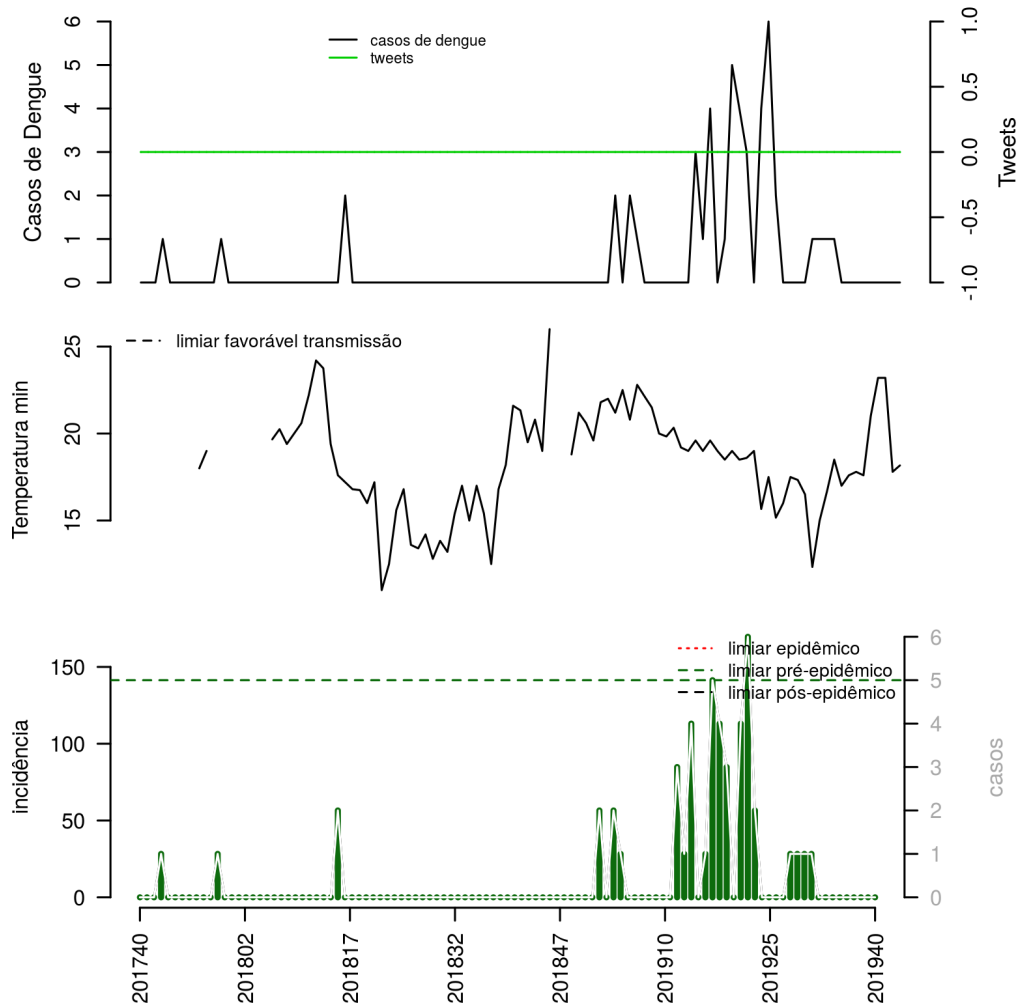 casos de dengue
tweets
Casos de Dengue
0 1 2 3 4 5 6
Tweets
-1.0 -0.5 0.0 0.5 1.0
limiar favorável transmissão
Temperatura min
15 20 25
limiar epidêmico
limiar pré-epidêmico
limiar pós-epidêmico
incidência
0 50 100 150
casos
0 1 2 3 4 5 6
201740 201802 201817 201832 201847 201910 201925 201940